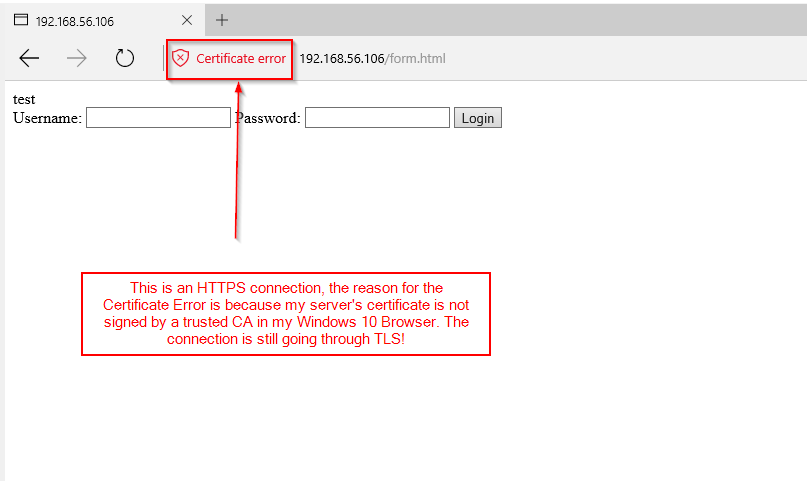 192.168.56.106
Certificate error 192.168.56.106/form.html
test
Username: Password: Login
This is an HTTPS connection, the reason for the
Certificate Error is because my server's certificate is not
signed by a trusted CA in my Windows 10 Browser. The
connection is still going through TLS!